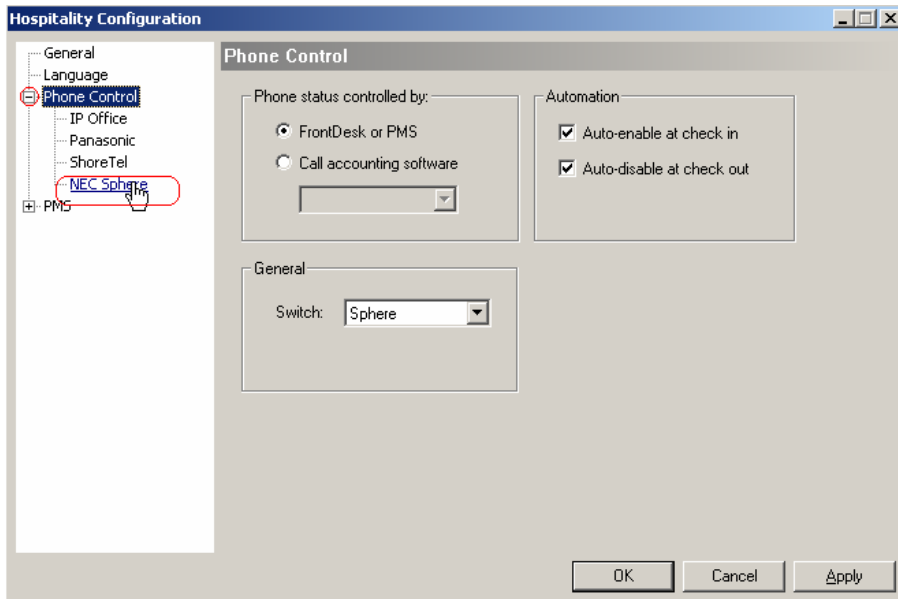 Hospitality Configuration
General
Language
Phone Control
IP Office
Panasonic
ShoreTel
NEC Sphere
PMS
Phone Control
Phone status controlled by:
FrontDesk or PMS
Call accounting software
Automation
Auto-enable at check in
Auto-disable at check out
General
Switch: Sphere
OK Cancel Apply